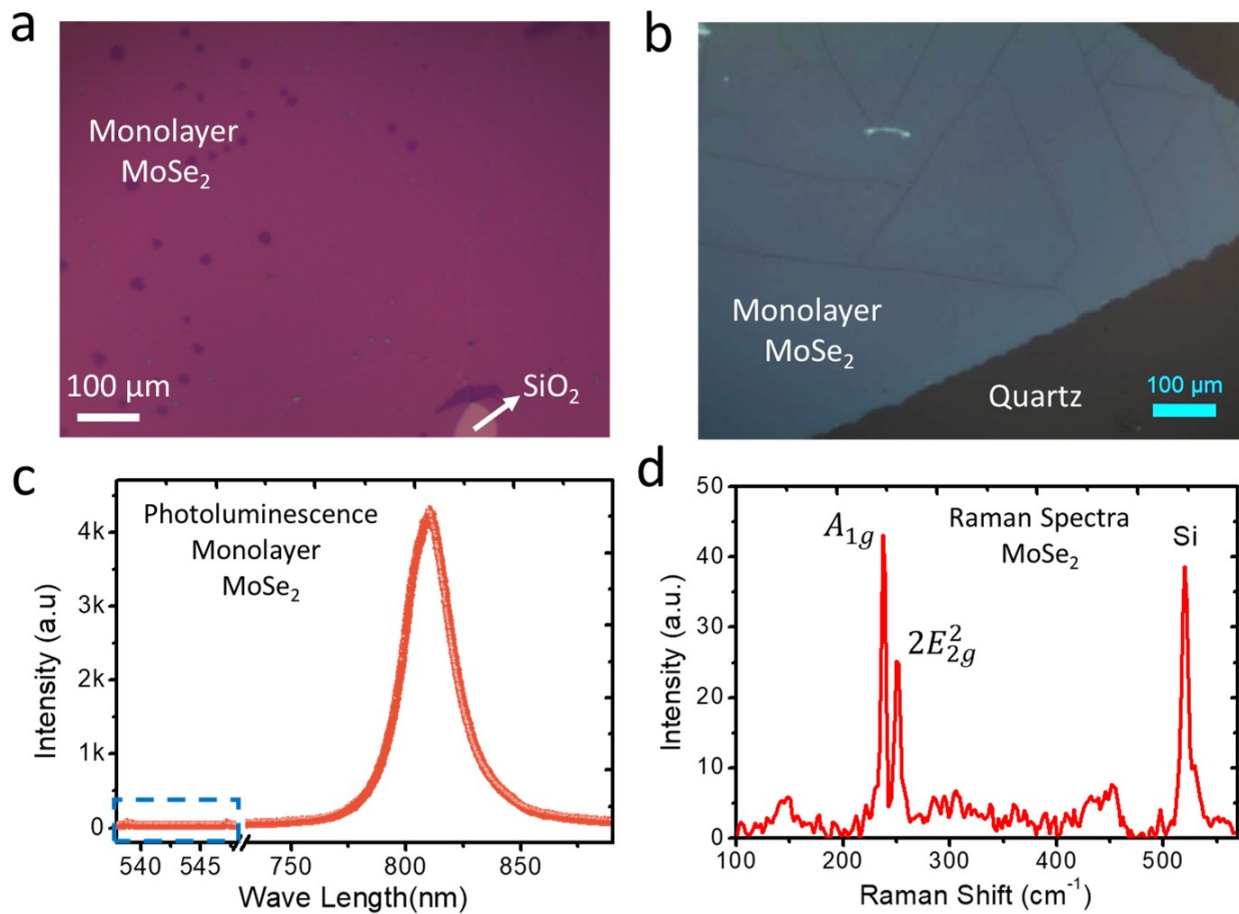 a
Monolayer
MoSe₂
100 µm
SiO₂
b
Monolayer
MoSe₂
Quartz
100 µm
c
Photoluminescence
Monolayer
MoSe₂
4k
3k
2k
1k
0
Intensity (a.u)
540 545 750 800 850
Wave Length(nm)
d
50
40
30
20
10
0
Intensity (a.u.)
A₁g
2E²₂g
Raman Spectra
MoSe₂
Si
100 200 300 400 500
Raman Shift (cm⁻¹)